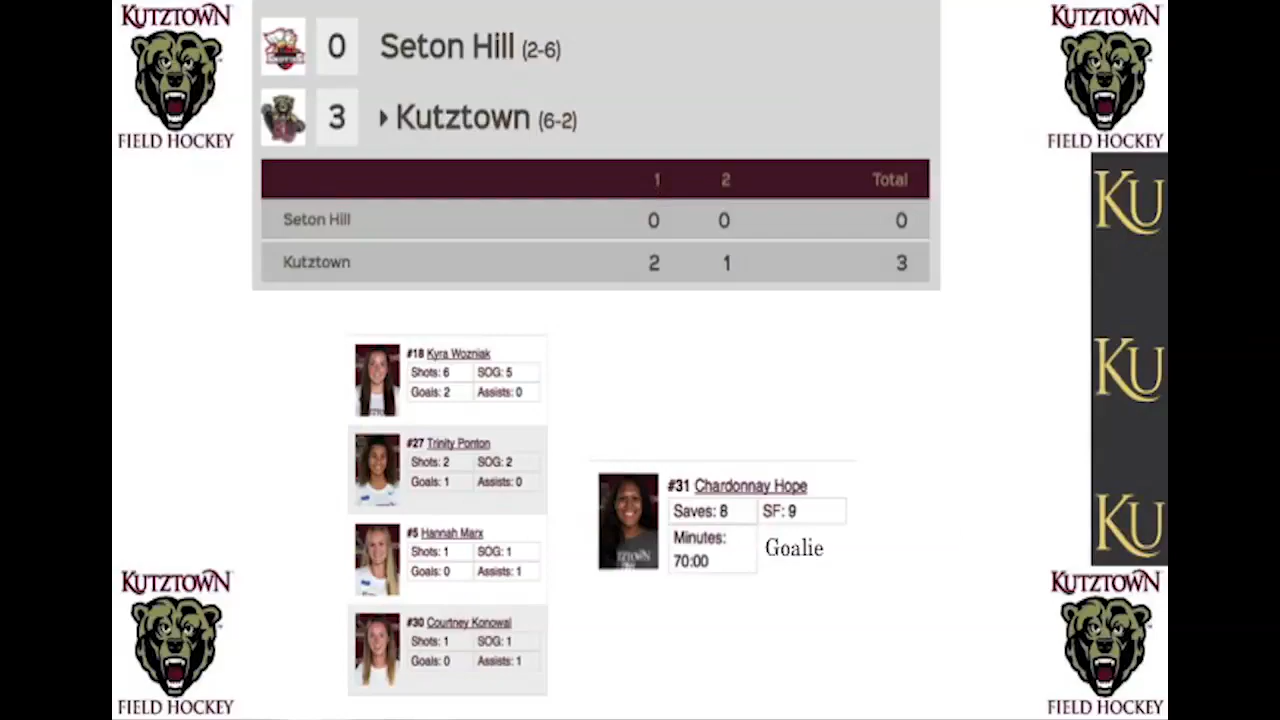 KUTZTOWN
FIELD HOCKEY
KUTZTOWN
FIELD HOCKEY
0 Seton Hill (2-6)
3 Kutztown (6-2)
1 2 Total
Seton Hill 0 0 0
Kutztown 2 1 3
KU
KU
KU
#18 Kyra Wozniak
Shots: 6 SOG: 5
Goals: 2 Assists: 0
#27 Trinity Ponton
Shots: 2 SOG: 2
Goals: 1 Assists: 0
#5 Hannah Marx
Shots: 1 SOG: 1
Goals: 0 Assists: 1
#30 Courtney Konowal
Shots: 1 SOG: 1
Goals: 0 Assists: 1
#31 Chardonnay Hope
Saves: 8 SF: 9
Minutes:
70:00
Goalie
KUTZTOWN
FIELD HOCKEY
KUTZTOWN
FIELD HOCKEY